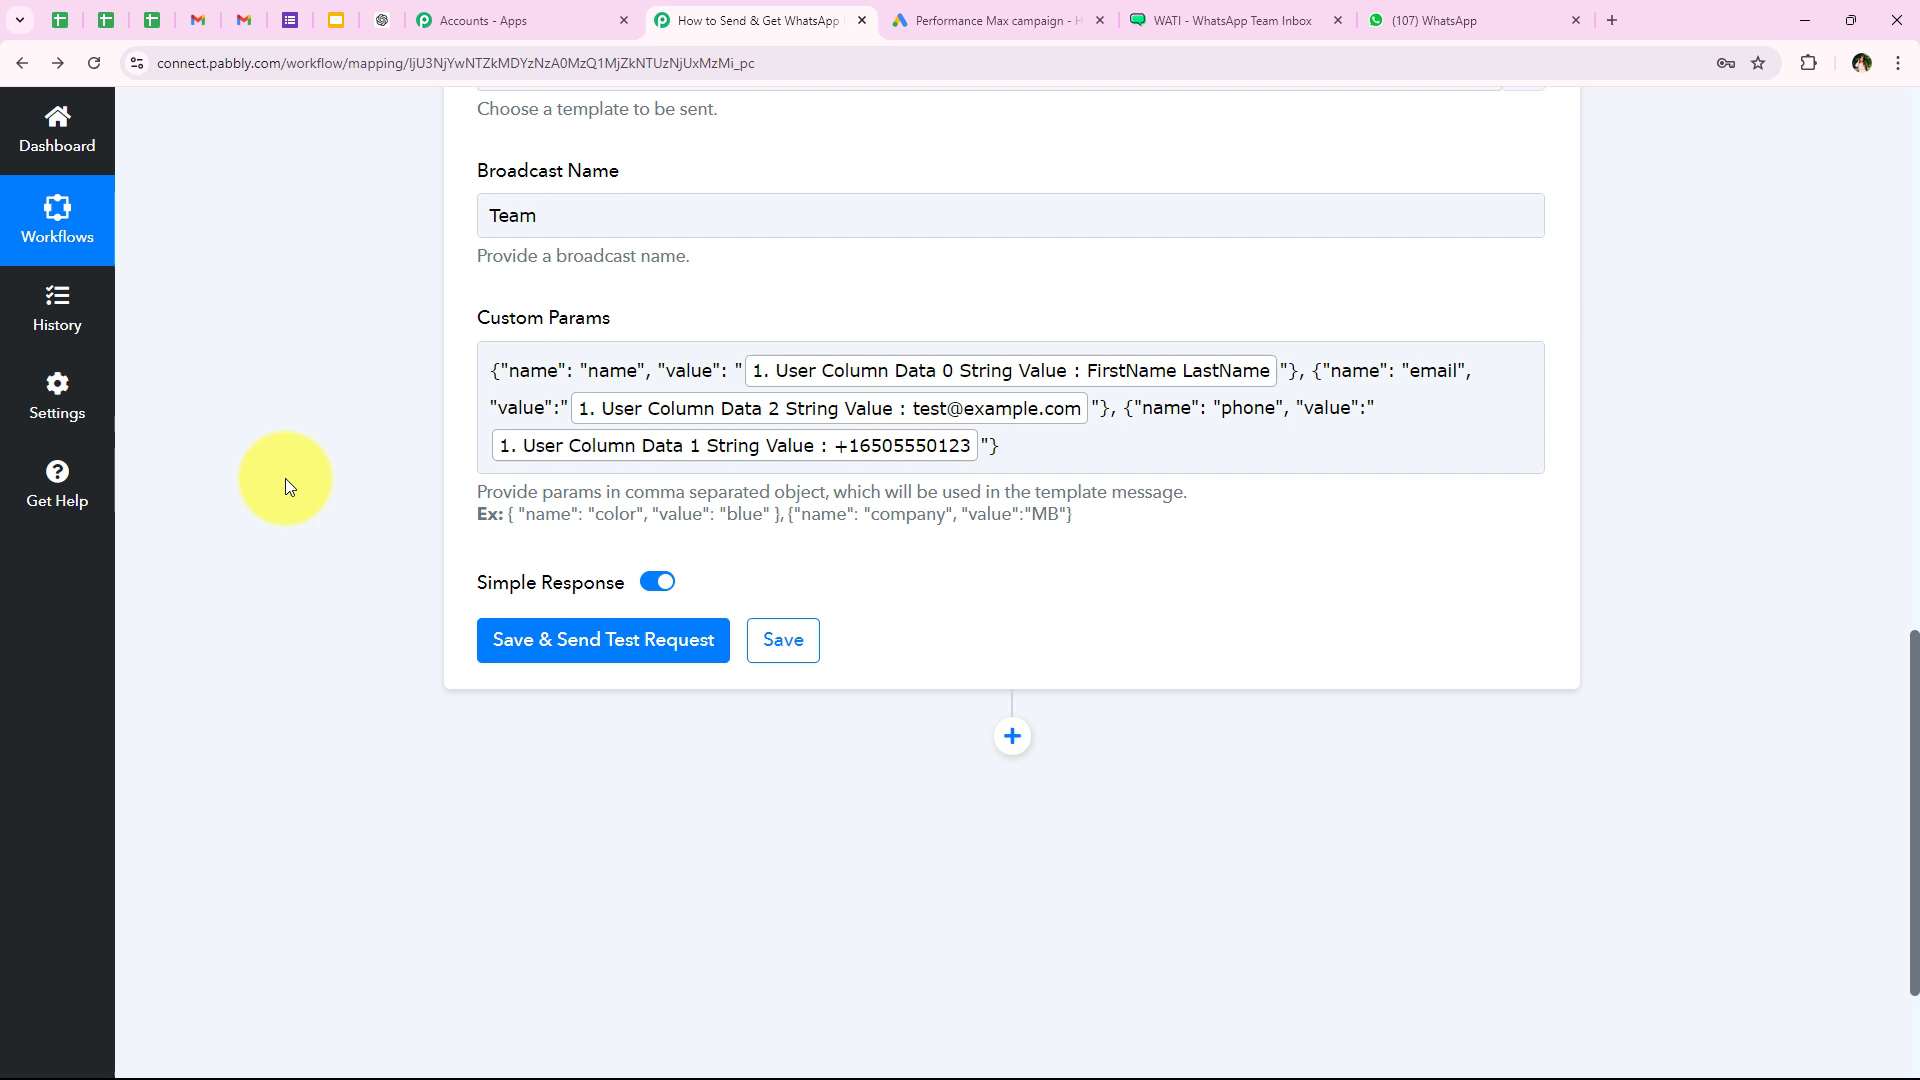 Accounts - Apps
How to Send & Get WhatsApp
Performance Max campaign - H
WATI - WhatsApp Team Inbox
(107) WhatsApp
connect.pabbly.com/workflow/mapping/IjU3NjYwNTZkMDYzNzA0MzQ1MjZkNTUzNjUxMzMi_pc
Dashboard
Workflows
History
Settings
Get Help
Choose a template to be sent.
Broadcast Name
Team
Provide a broadcast name.
Custom Params
{"name": "name", "value": "1. User Column Data 0 String Value : FirstName LastName"}, {"name": "email",
"value":"1. User Column Data 2 String Value : test@example.com"}, {"name": "phone", "value":"
1. User Column Data 1 String Value : +16505550123"}
Provide params in comma separated object, which will be used in the template message.
Ex: { "name": "color", "value": "blue" },{"name": "company", "value":"MB"}
Simple Response
Save & Send Test Request
Save